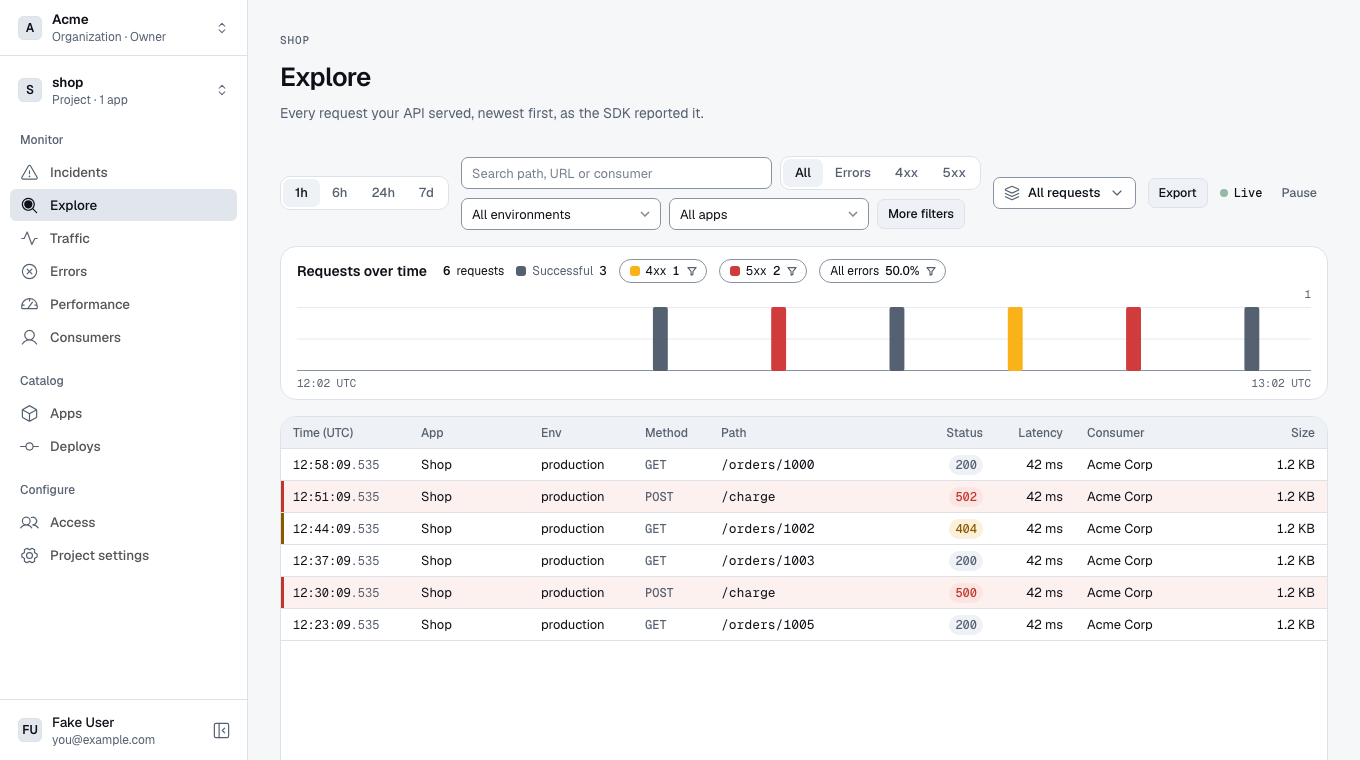 A
Acme
Organization · Owner
S
shop
Project · 1 app
Monitor
Incidents
Explore
Traffic
Errors
Performance
Consumers
Catalog
Apps
Deploys
Configure
Access
Project settings
FU
Fake User
you@example.com
SHOP
Explore
Every request your API served, newest first, as the SDK reported it.
1h 6h 24h 7d
Search path, URL or consumer
All Errors 4xx 5xx
All environments
All apps
More filters
All requests
Export
Live
Pause
Requests over time 6 requests Successful 3 4xx 1 5xx 2 All errors 50.0%
1
12:02 UTC 13:02 UTC
Time (UTC) App Env Method Path Status Latency Consumer Size
12:58:09.535 Shop production GET /orders/1000 200 42 ms Acme Corp 1.2 KB
12:51:09.535 Shop production POST /charge 502 42 ms Acme Corp 1.2 KB
12:44:09.535 Shop production GET /orders/1002 404 42 ms Acme Corp 1.2 KB
12:37:09.535 Shop production GET /orders/1003 200 42 ms Acme Corp 1.2 KB
12:30:09.535 Shop production POST /charge 500 42 ms Acme Corp 1.2 KB
12:23:09.535 Shop production GET /orders/1005 200 42 ms Acme Corp 1.2 KB